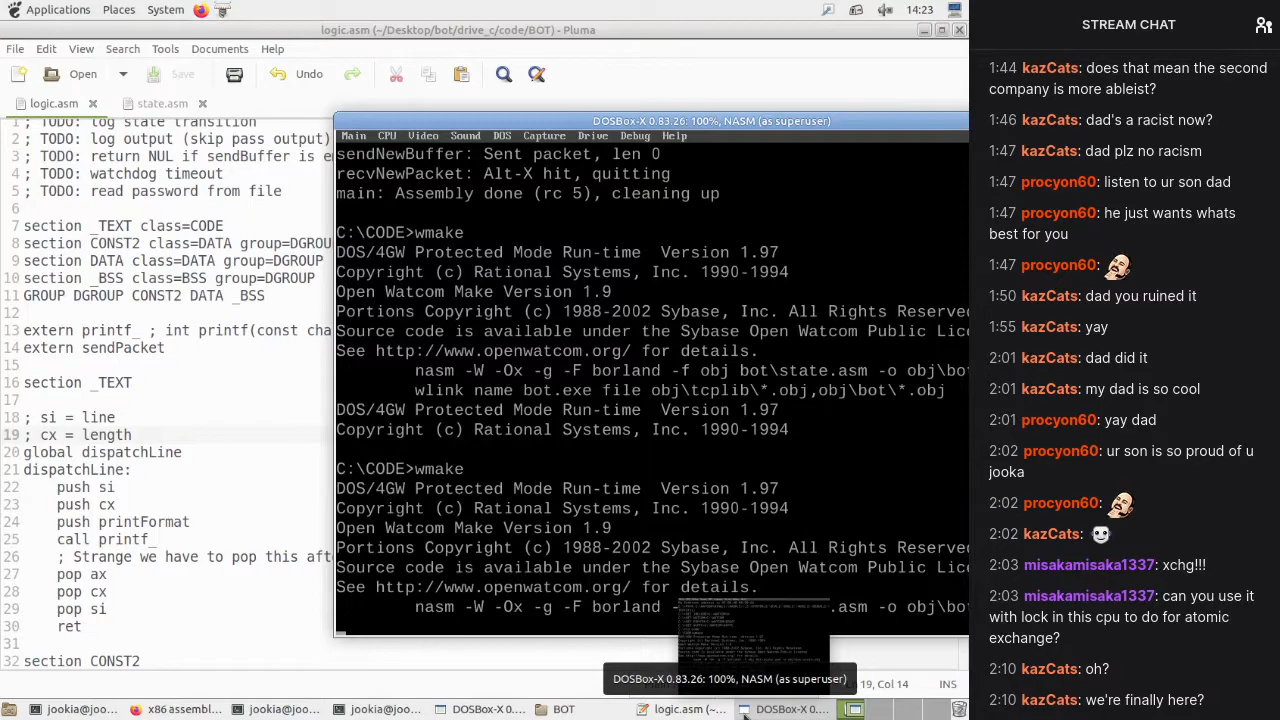 Applications Places System 14:23
logic.asm (~/Desktop/bot/drive_c/code/BOT) - Pluma
File Edit View Search Tools Documents Help
Open Save Undo
logic.asm state.asm
1 ; TODO: log state transition
2 ; TODO: log output (skip pass output)
3 ; TODO: return NUL if sendBuffer is e
4 ; TODO: watchdog timeout
5 ; TODO: read password from file
6
7 section _TEXT class=CODE
8 section CONST2 class=DATA group=DGROU
9 section DATA class=DATA group=DGROUP
10 section _BSS class=BSS group=DGROUP
11 GROUP DGROUP CONST2 DATA _BSS
12
13 extern printf_ ; int printf(const cha
14 extern sendPacket
15
16 section _TEXT
17
18 ; si = line
19 ; cx = length
20 global dispatchLine
21 dispatchLine:
22 push si
23 push cx
24 push printFormat
25 call printf_
26 ; Strange we have to pop this afte
27 pop ax
28 pop cx
29 pop si
30 ret
31
32 section CONST2
DOSBox-X 0.83.26: 100%, NASM (as superuser)
Main CPU Video Sound DOS Capture Drive Debug Help
sendNewBuffer: Sent packet, len 0
recvNewPacket: Alt-X hit, quitting
main: Assembly done (rc 5), cleaning up
C:\CODE>wmake
DOS/4GW Protected Mode Run-time Version 1.97
Copyright (c) Rational Systems, Inc. 1990-1994
Open Watcom Make Version 1.9
Portions Copyright (c) 1988-2002 Sybase, Inc. All Rights Reserve
Source code is available under the Sybase Open Watcom Public Lice
See http://www.openwatcom.org/ for details.
nasm -W -Ox -g -F borland -f obj bot\state.asm -o obj\bot
wlink name bot.exe file obj\tcplib\*.obj,obj\bot\*.obj
DOS/4GW Protected Mode Run-time Version 1.97
Copyright (c) Rational Systems, Inc. 1990-1994
C:\CODE>wmake
DOS/4GW Protected Mode Run-time Version 1.97
Copyright (c) Rational Systems, Inc. 1990-1994
Open Watcom Make Version 1.9
Portions Copyright (c) 1988-2002 Sybase, Inc. All Rights Reserve
Source code is available under the Sybase Open Watcom Public Lice
See http://www.openwatcom.org/ for details.
nasm -W -Ox -g -F borland - .asm -o obj\bot
DOSBox-X 0.83.26: 100%, NASM (as superuser)
Ln 19, Col 14 INS
jookia@jo... x86 assembl... jookia@jo... jookia@jo... DOSBox-X 0.... BOT logic.asm (~... DOSBox-X 0....
STREAM CHAT
1:44 kazCats: does that mean the second
company is more ableist?
1:46 kazCats: dad's a racist now?
1:47 kazCats: dad plz no racism
1:47 procyon60: listen to ur son dad
1:47 procyon60: he just wants whats
best for you
1:47 procyon60:
1:50 kazCats: dad you ruined it
1:55 kazCats: yay
2:01 kazCats: dad did it
2:01 kazCats: my dad is so cool
2:01 procyon60: yay dad
2:02 procyon60: ur son is so proud of u
jooka
2:02 procyon60:
2:02 kazCats:
2:03 misakamisaka1337: xchg!!!
2:03 misakamisaka1337: can you use it
with lock in this cpu for an atomic
exchange?
2:10 kazCats: oh?
2:10 kazCats: we're finally here?